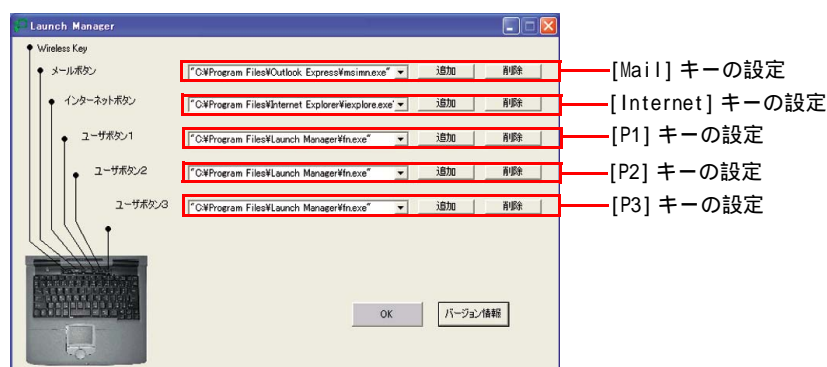 Launch Manager
Wireless Key
メールボタン "C:¥Program Files¥Outlook Express¥msimn.exe" 追加 削除 [Mail] キーの設定
インターネットボタン "C:¥Program Files¥Internet Explorer¥iexplore.exe" 追加 削除 [Internet] キーの設定
ユーザボタン1 "C:¥Program Files¥Launch Manager¥fn.exe" 追加 削除 [P1] キーの設定
ユーザボタン2 "C:¥Program Files¥Launch Manager¥fn.exe" 追加 削除 [P2] キーの設定
ユーザボタン3 "C:¥Program Files¥Launch Manager¥fn.exe" 追加 削除 [P3] キーの設定
OK バージョン情報